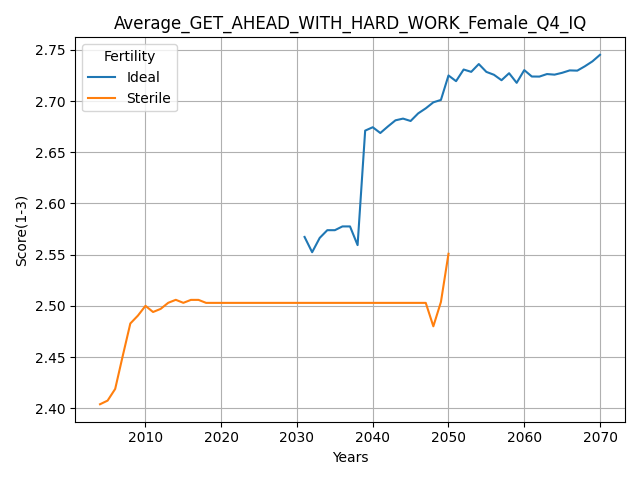 Average_GET_AHEAD_WITH_HARD_WORK_Female_Q4_IQ
Fertility
Ideal
Sterile
Score(1-3)
2.75
2.70
2.65
2.60
2.55
2.50
2.45
2.40
2010 2020 2030 2040 2050 2060 2070
Years